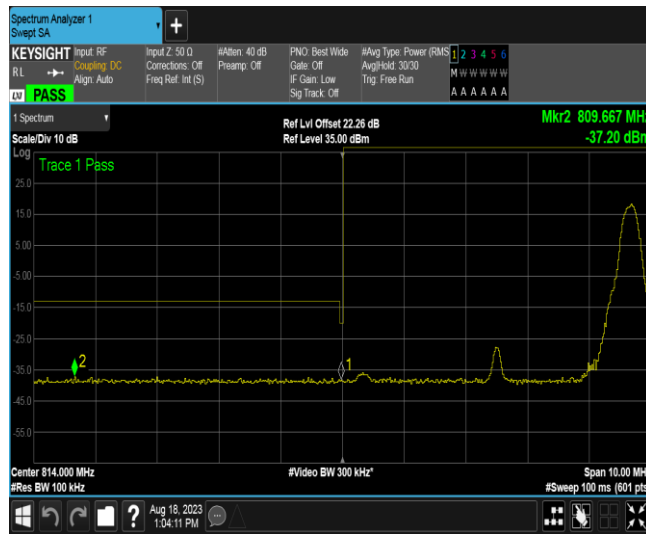 Spectrum Analyzer 1
Swept SA
+
KEYSIGHT
RL
LXI PASS
Input: RF
Coupling: DC
Align: Auto
Input Z: 50 Ω
Corrections: Off
Freq Ref: Int (S)
#Atten: 40 dB
Preamp: Off
PNO: Best Wide
Gate: Off
IF Gain: Low
Sig Track: Off
#Avg Type: Power (RMS
Avg|Hold: 30/30
Trig: Free Run
1 2 3 4 5 6
M W W W W W
A A A A A A
1 Spectrum
Scale/Div 10 dB
Ref Lvl Offset 22.26 dB
Ref Level 35.00 dBm
Mkr2 809.667 MHz
-37.20 dBm
Log
Trace 1 Pass
25.0
15.0
5.00
-5.00
-15.0
-25.0
-35.0
-45.0
-55.0
2
1
Center 814.000 MHz
#Res BW 100 kHz
#Video BW 300 kHz*
Span 10.00 MH
#Sweep 100 ms (601 pts
?
Aug 18, 2023
1:04:11 PM